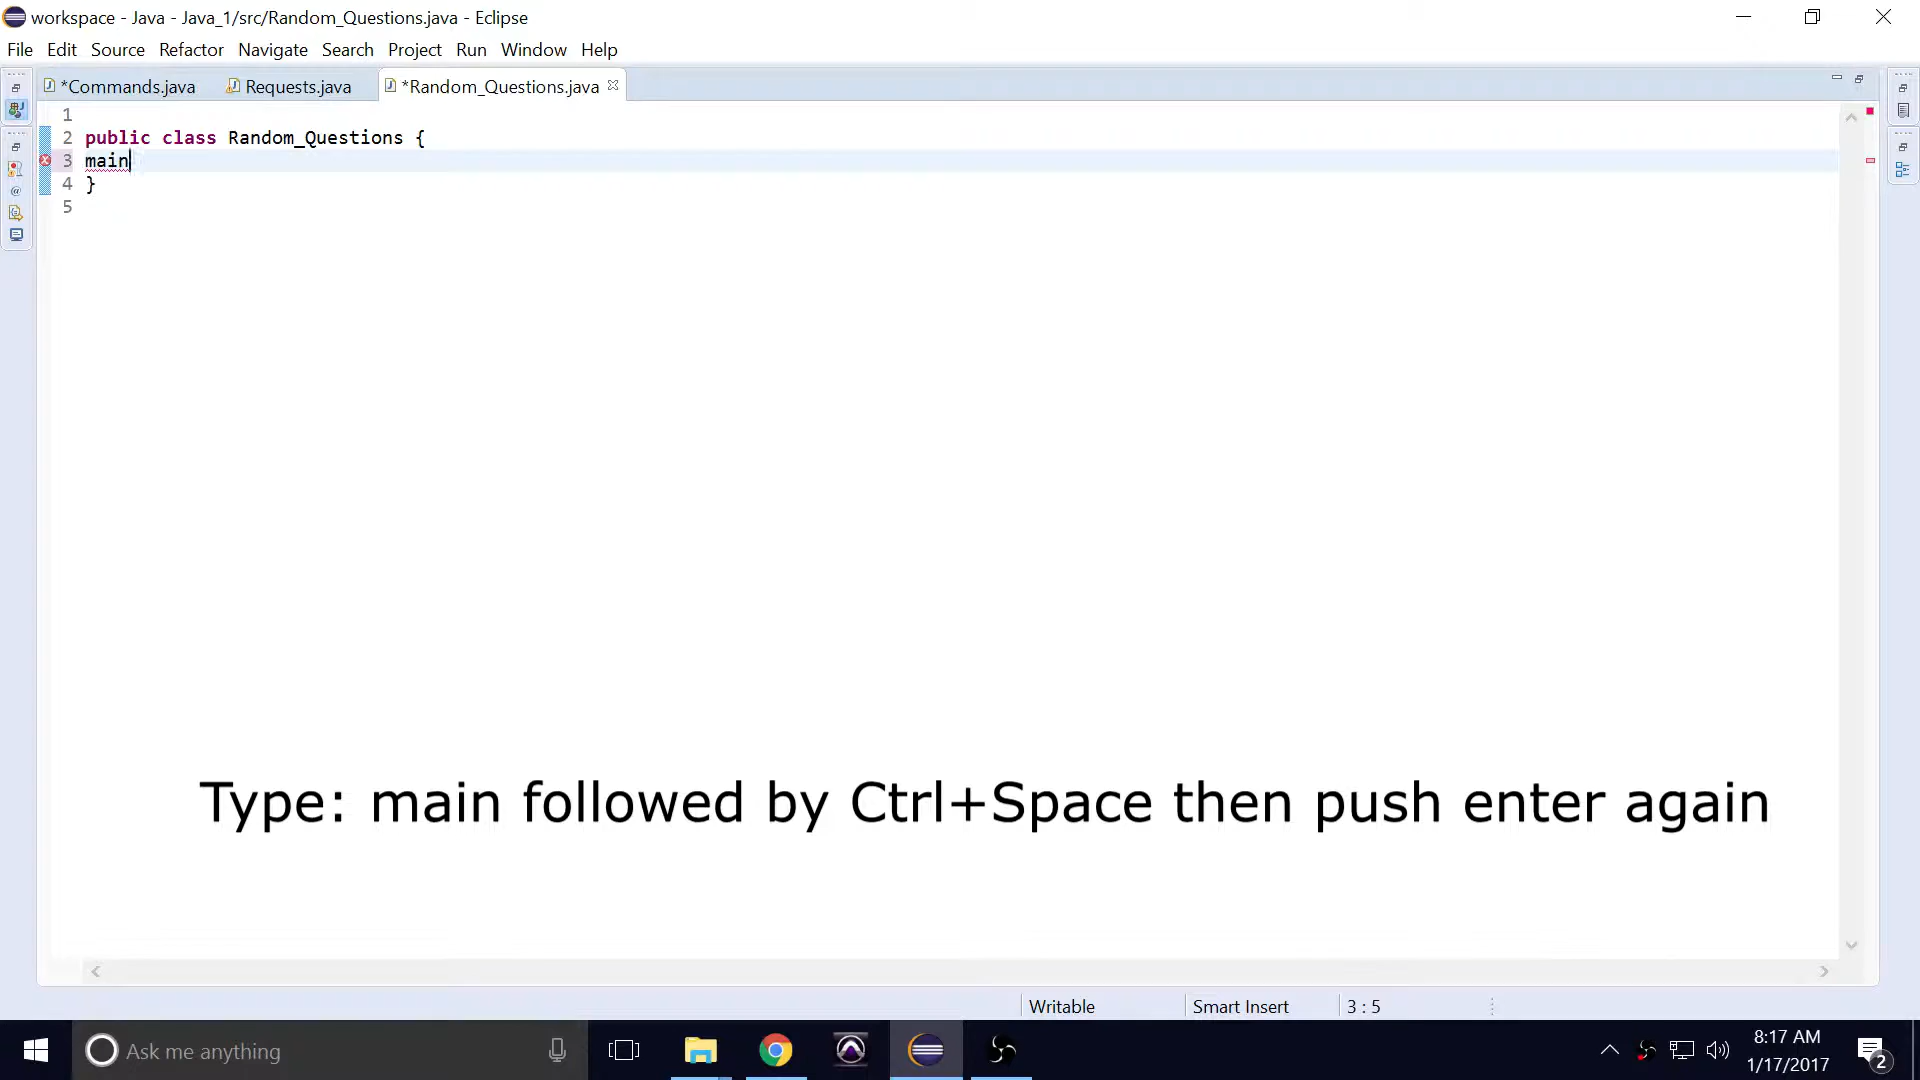 workspace - Java - Java_1/src/Random_Questions.java - Eclipse
File Edit Source Refactor Navigate Search Project Run Window Help
*Commands.java Requests.java *Random_Questions.java
1
2 public class Random_Questions {
3 main
4 }
5
Type: main followed by Ctrl+Space then push enter again
Writable Smart Insert 3 : 5
Ask me anything
8:17 AM
1/17/2017
2